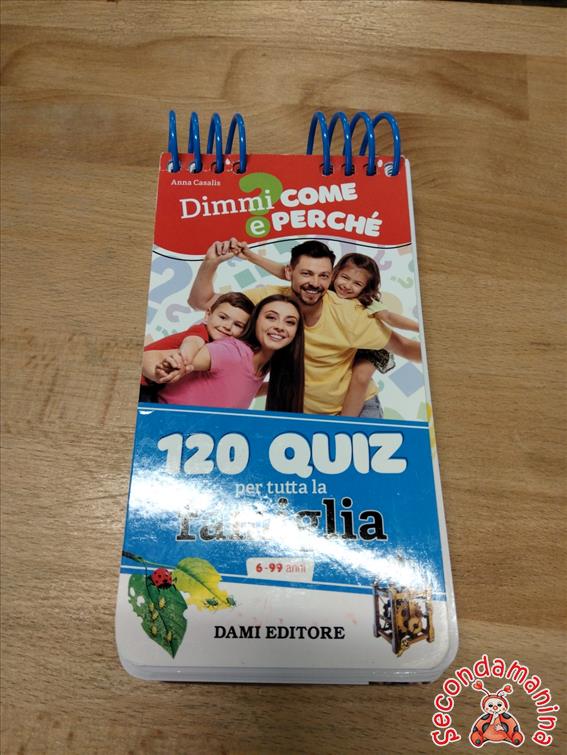 Anna Casalis
Dimmi COME
e PERCHÉ
?
120 QUIZ
per tutta la
famiglia
6-99 anni
DAMI EDITORE
Secondamanina